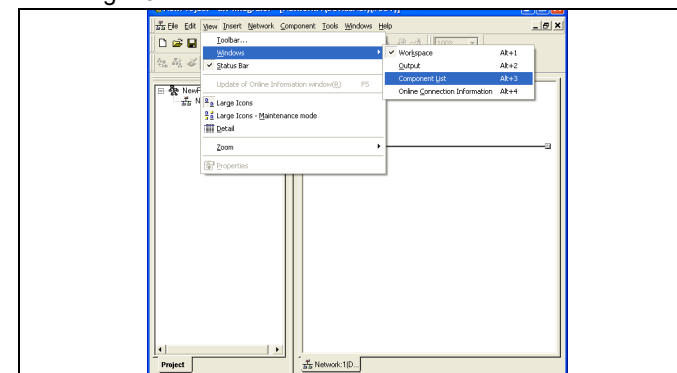 File Edit View Insert Network Component Tools Windows Help
Toolbar...
Windows
Status Bar
Update of Online Information window(R) F5
Large Icons
Large Icons - Maintenance mode
Detail
Zoom
Properties
Workspace Alt+1
Output Alt+2
Component List Alt+3
Online Connection Information Alt+4
100%
Project
Network:1(D...